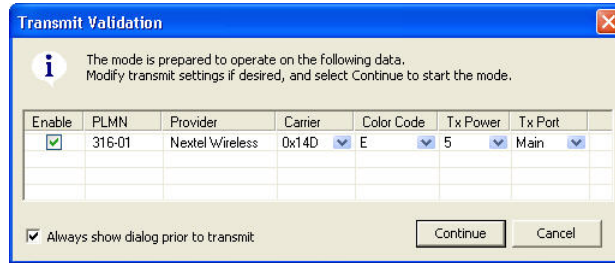 Transmit Validation
The mode is prepared to operate on the following data.
Modify transmit settings if desired, and select Continue to start the mode.
Enable PLMN Provider Carrier Color Code Tx Power Tx Port
316-01 Nextel Wireless 0x14D E 5 Main
Always show dialog prior to transmit
Continue Cancel